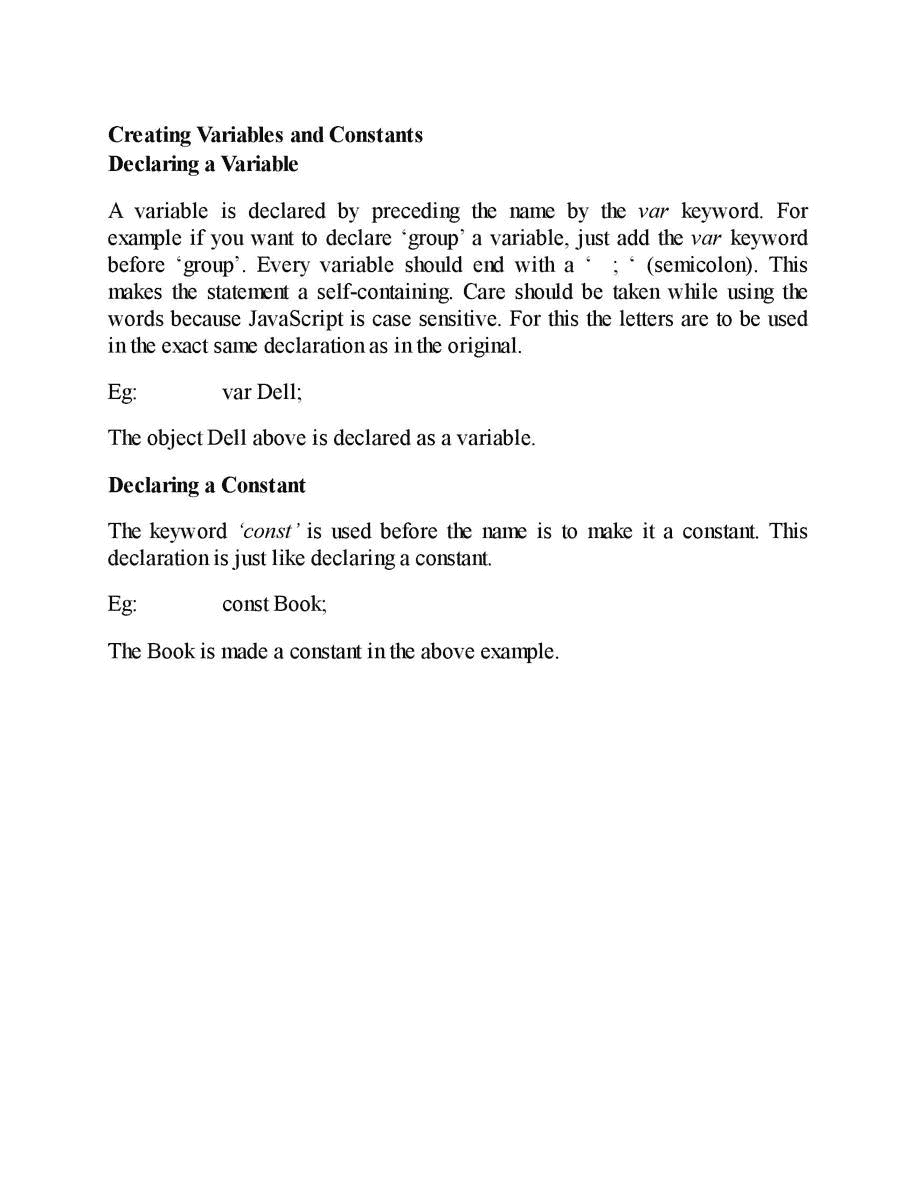 Creating Variables and Constants
Declaring a Variable
A variable is declared by preceding the name by the var keyword. For
example if you want to declare ‘group’ a variable, just add the var keyword
before ‘group’. Every variable should end with a ‘ ; ‘ (semicolon). This
makes the statement a self-containing. Care should be taken while using the
words because JavaScript is case sensitive. For this the letters are to be used
in the exact same declaration as in the original.
Eg: var Dell;
The object Dell above is declared as a variable.
Declaring a Constant
The keyword ‘const’ is used before the name is to make it a constant. This
declaration is just like declaring a constant.
Eg: const Book;
The Book is made a constant in the above example.